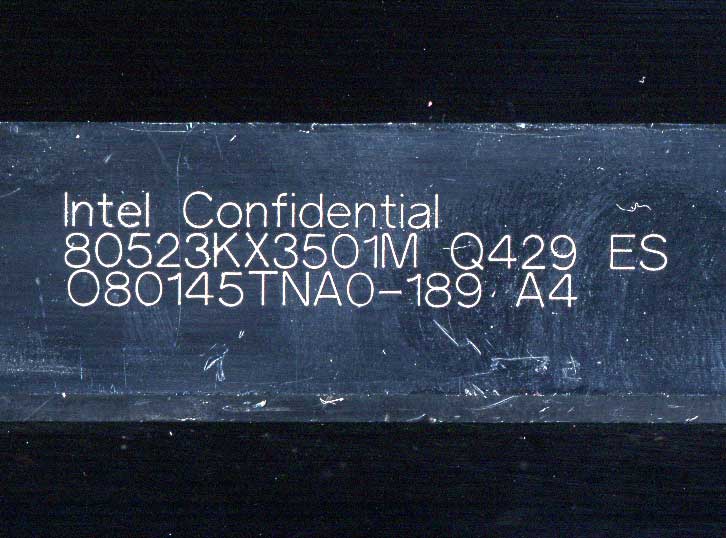 Intel Confidential
80523KX3501M Q429 ES
O80145TNA0-189 A4